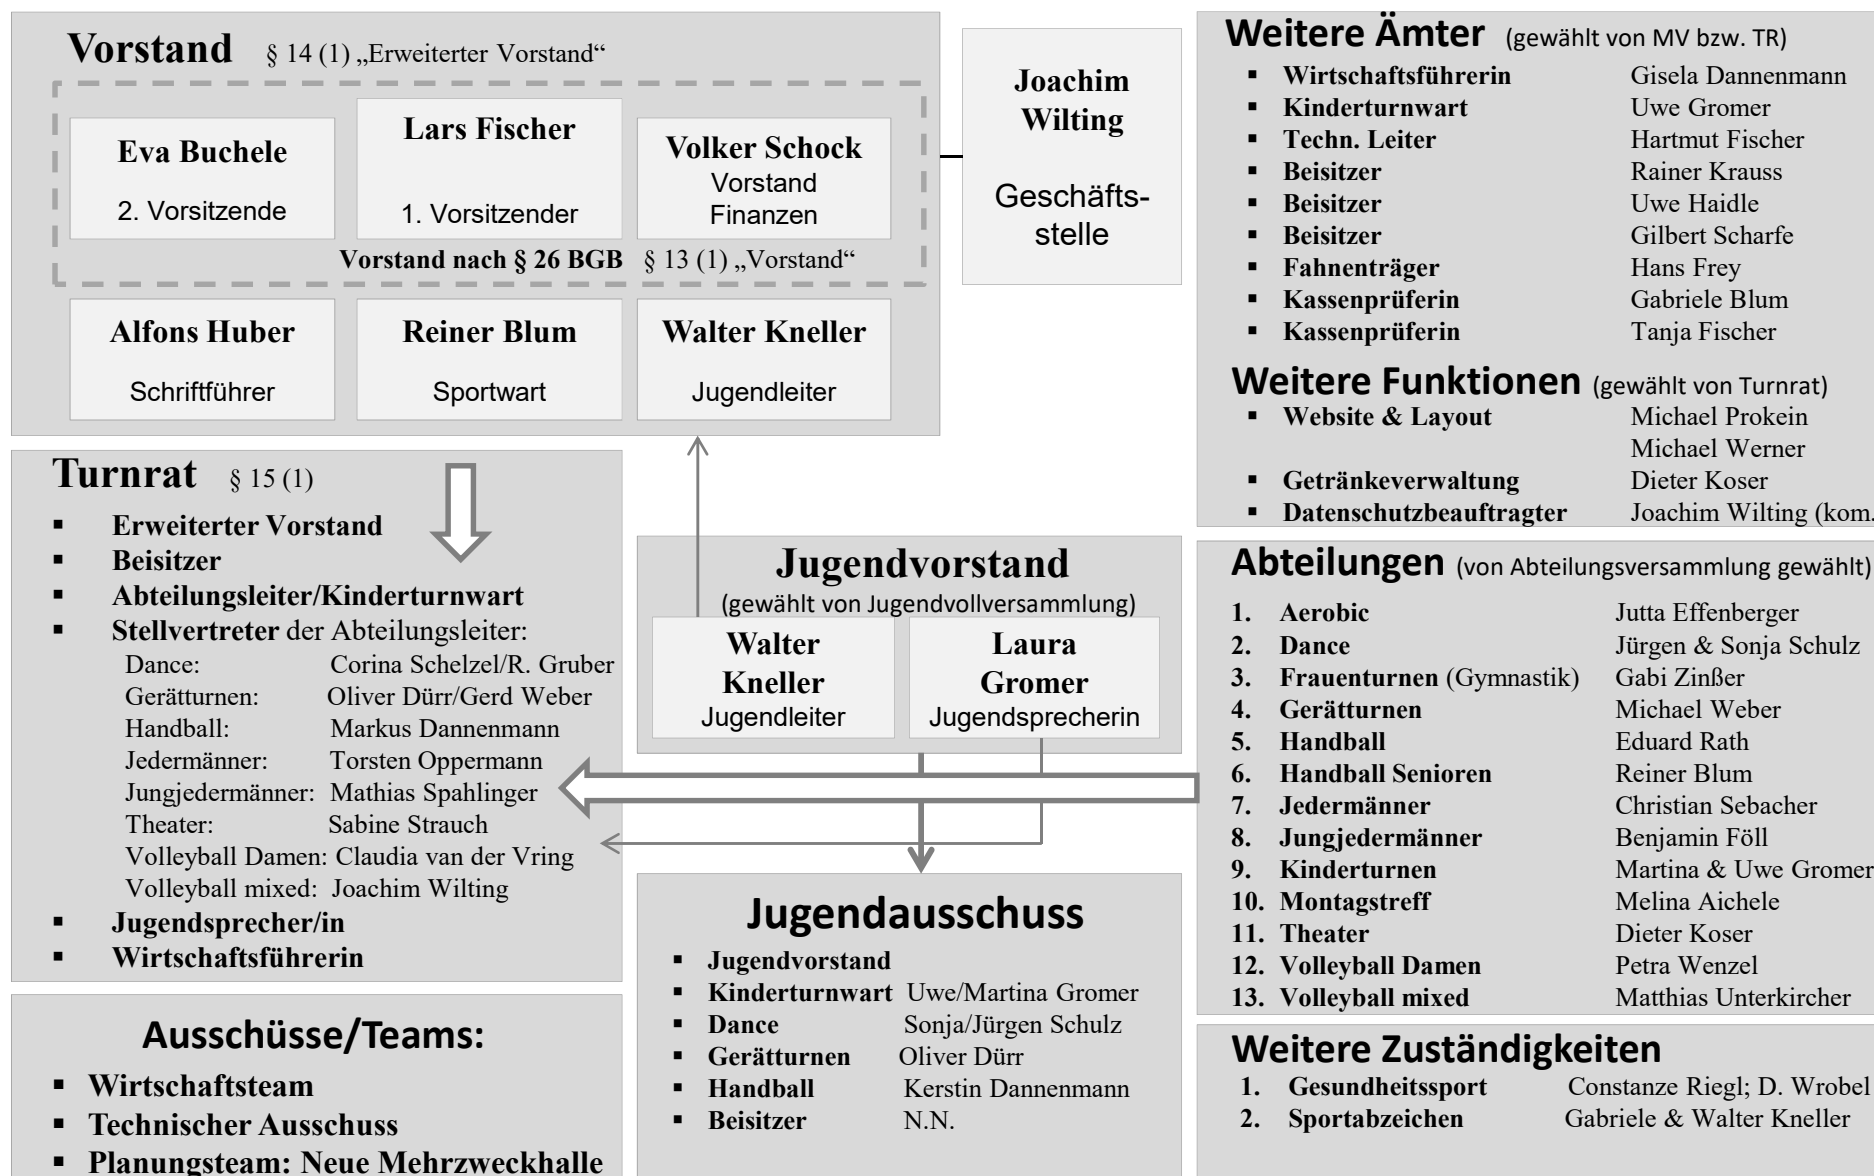 Vorstand § 14 (1) „Erweiterter Vorstand“
Eva Buchele
2. Vorsitzende
Lars Fischer
1. Vorsitzender
Volker Schock
Vorstand
Finanzen
Vorstand nach § 26 BGB § 13 (1) „Vorstand“
Alfons Huber
Schriftführer
Reiner Blum
Sportwart
Walter Kneller
Jugendleiter
Joachim
Wilting
Geschäfts-
stelle
Turnrat § 15 (1)
▪ Erweiterter Vorstand
▪ Beisitzer
▪ Abteilungsleiter/Kinderturnwart
▪ Stellvertreter der Abteilungsleiter:
Dance: Corina Schelzel/R. Gruber
Gerätturnen: Oliver Dürr/Gerd Weber
Handball: Markus Dannenmann
Jedermänner: Torsten Oppermann
Jungjedermänner: Mathias Spahlinger
Theater: Sabine Strauch
Volleyball Damen: Claudia van der Vring
Volleyball mixed: Joachim Wilting
▪ Jugendsprecher/in
▪ Wirtschaftsführerin
Ausschüsse/Teams:
▪ Wirtschaftsteam
▪ Technischer Ausschuss
▪ Planungsteam: Neue Mehrzweckhalle
Jugendvorstand
(gewählt von Jugendvollversammlung)
Walter
Kneller
Jugendleiter
Laura
Gromer
Jugendsprecherin
Jugendausschuss
▪ Jugendvorstand
▪ Kinderturnwart Uwe/Martina Gromer
▪ Dance Sonja/Jürgen Schulz
▪ Gerätturnen Oliver Dürr
▪ Handball Kerstin Dannenmann
▪ Beisitzer N.N.
Weitere Ämter (gewählt von MV bzw. TR)
▪ Wirtschaftsführerin Gisela Dannenmann
▪ Kinderturnwart Uwe Gromer
▪ Techn. Leiter Hartmut Fischer
▪ Beisitzer Rainer Krauss
▪ Beisitzer Uwe Haidle
▪ Beisitzer Gilbert Scharfe
▪ Fahnenträger Hans Frey
▪ Kassenprüferin Gabriele Blum
▪ Kassenprüferin Tanja Fischer
Weitere Funktionen (gewählt von Turnrat)
▪ Website & Layout Michael Prokein
Michael Werner
▪ Getränkeverwaltung Dieter Koser
▪ Datenschutzbeauftragter Joachim Wilting (kom.
Abteilungen (von Abteilungsversammlung gewählt)
1. Aerobic Jutta Effenberger
2. Dance Jürgen & Sonja Schulz
3. Frauenturnen (Gymnastik) Gabi Zinßer
4. Gerätturnen Michael Weber
5. Handball Eduard Rath
6. Handball Senioren Reiner Blum
7. Jedermänner Christian Sebacher
8. Jungjedermänner Benjamin Föll
9. Kinderturnen Martina & Uwe Gromer
10. Montagstreff Melina Aichele
11. Theater Dieter Koser
12. Volleyball Damen Petra Wenzel
13. Volleyball mixed Matthias Unterkircher
Weitere Zuständigkeiten
1. Gesundheitssport Constanze Riegl; D. Wrobel
2. Sportabzeichen Gabriele & Walter Kneller